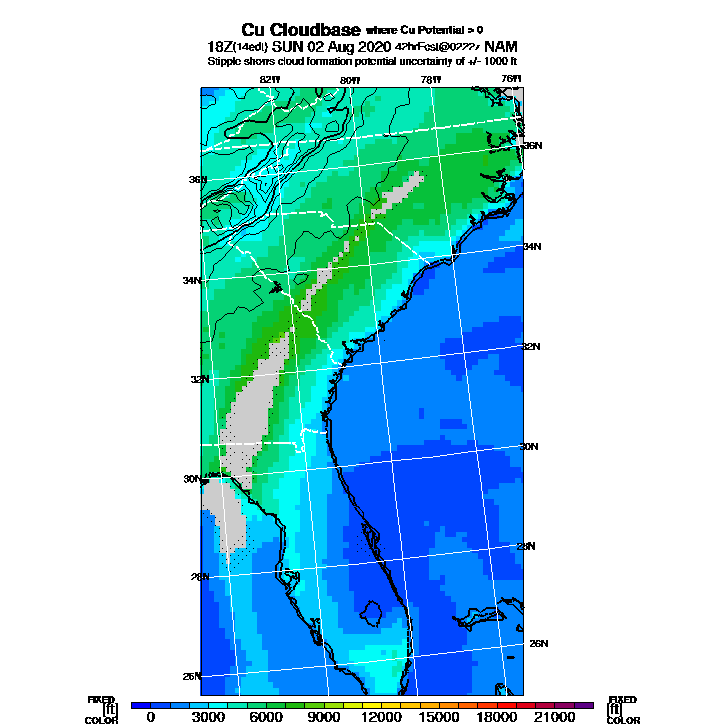 Cu Cloudbase where Cu Potential > 0
18Z(14edt) SUN 02 Aug 2020 42hrFcst@0222z NAM
Stipple shows cloud formation potential uncertainty of +/- 1000 ft
82W 80W 78W 76W
36N 36N
34N 34N
32N 32N
30N 30N
28N 28N
26N 26N
FIXED FIXED
[ft] [ft]
COLOR COLOR
0 3000 6000 9000 12000 15000 18000 21000